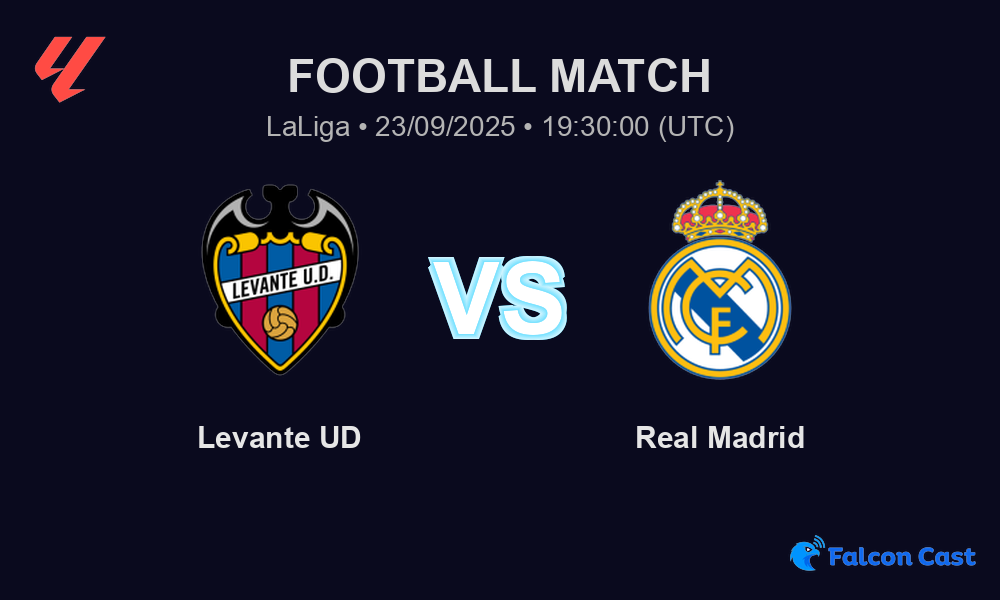 FOOTBALL MATCH
LaLiga • 23/09/2025 • 19:30:00 (UTC)
LEVANTE U.D.
VS
Levante UD
Real Madrid
Falcon Cast